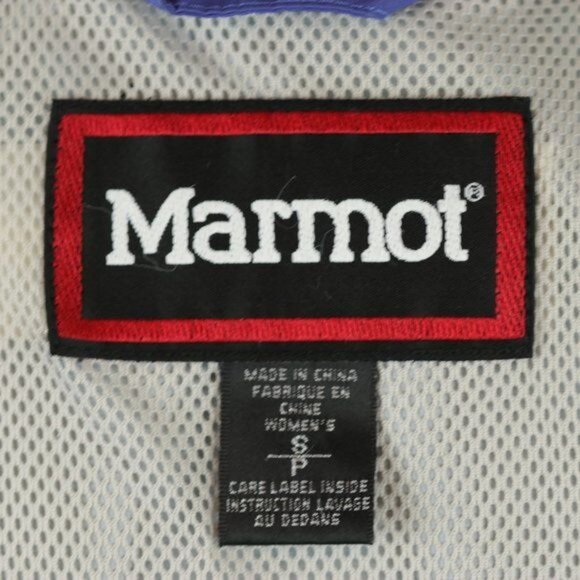 Marmot®
MADE IN CHINA
FABRIQUE EN
CHINE
WOMEN'S
S
P
CARE LABEL INSIDE
INSTRUCTION LAVAGE
AU DEDANS